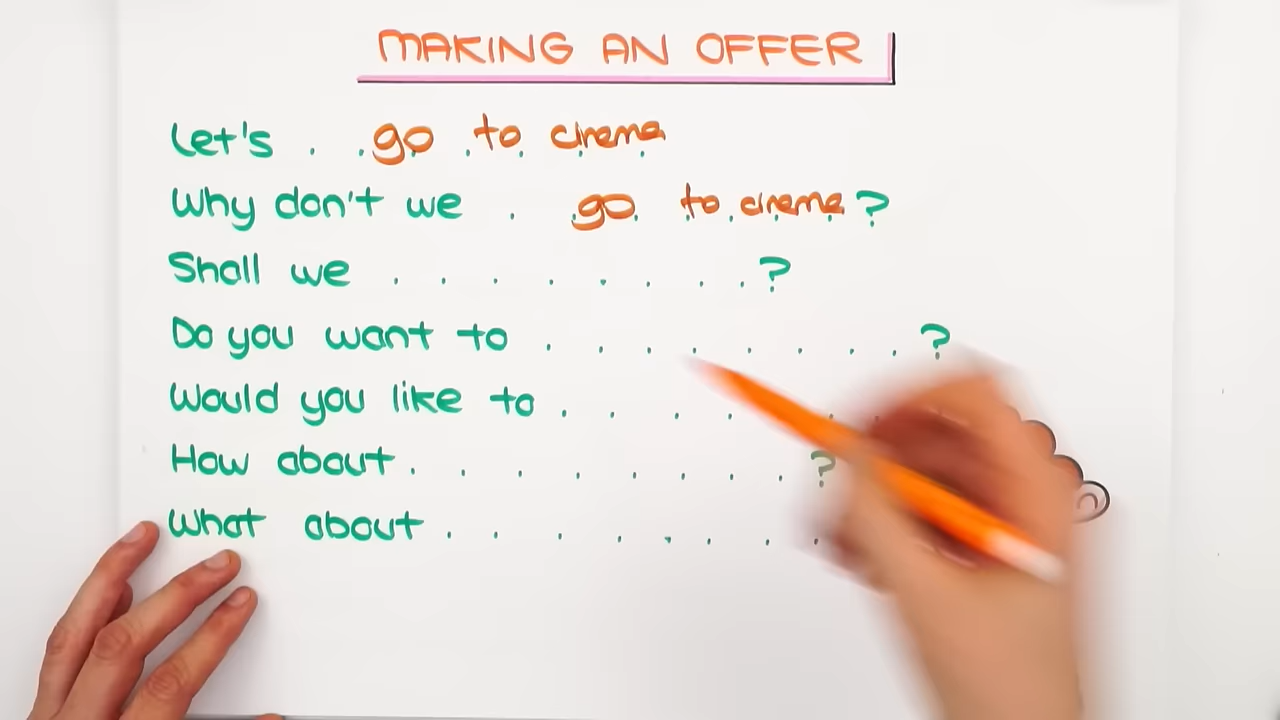 MAKING AN OFFER
Let's . . go to cinema
Why don't we . go to cinema?
Shall we . . . . . . . . ?
Do you want to . . . . . . . . ?
Would you like to . . . . . .
How about . . . . . . . . ?
What about . . . . . . . .